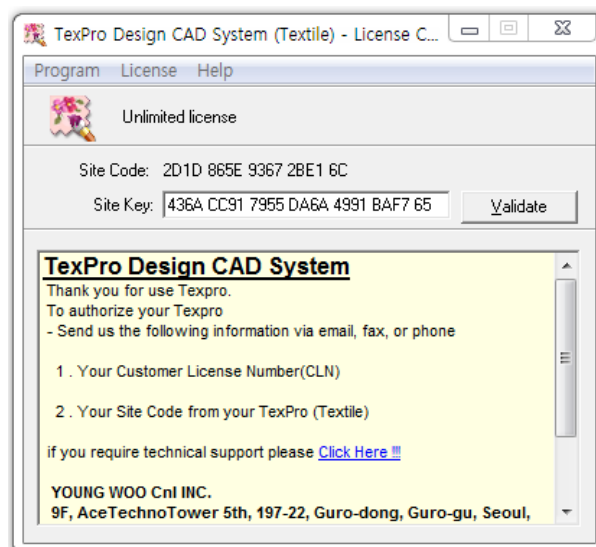 TexPro Design CAD System (Textile) - License C...
Program License Help
Unlimited license
Site Code: 2D1D 865E 9367 2BE1 6C
Site Key: 436A CC91 7955 DA6A 4991 BAF7 65 Validate
TexPro Design CAD System
Thank you for use Texpro.
To authorize your Texpro
- Send us the following information via email, fax, or phone
1 . Your Customer License Number(CLN)
2 . Your Site Code from your TexPro (Textile)
if you require technical support please Click Here !!!
YOUNG WOO CnI INC.
9F, AceTechnoTower 5th, 197-22, Guro-dong, Guro-gu, Seoul,